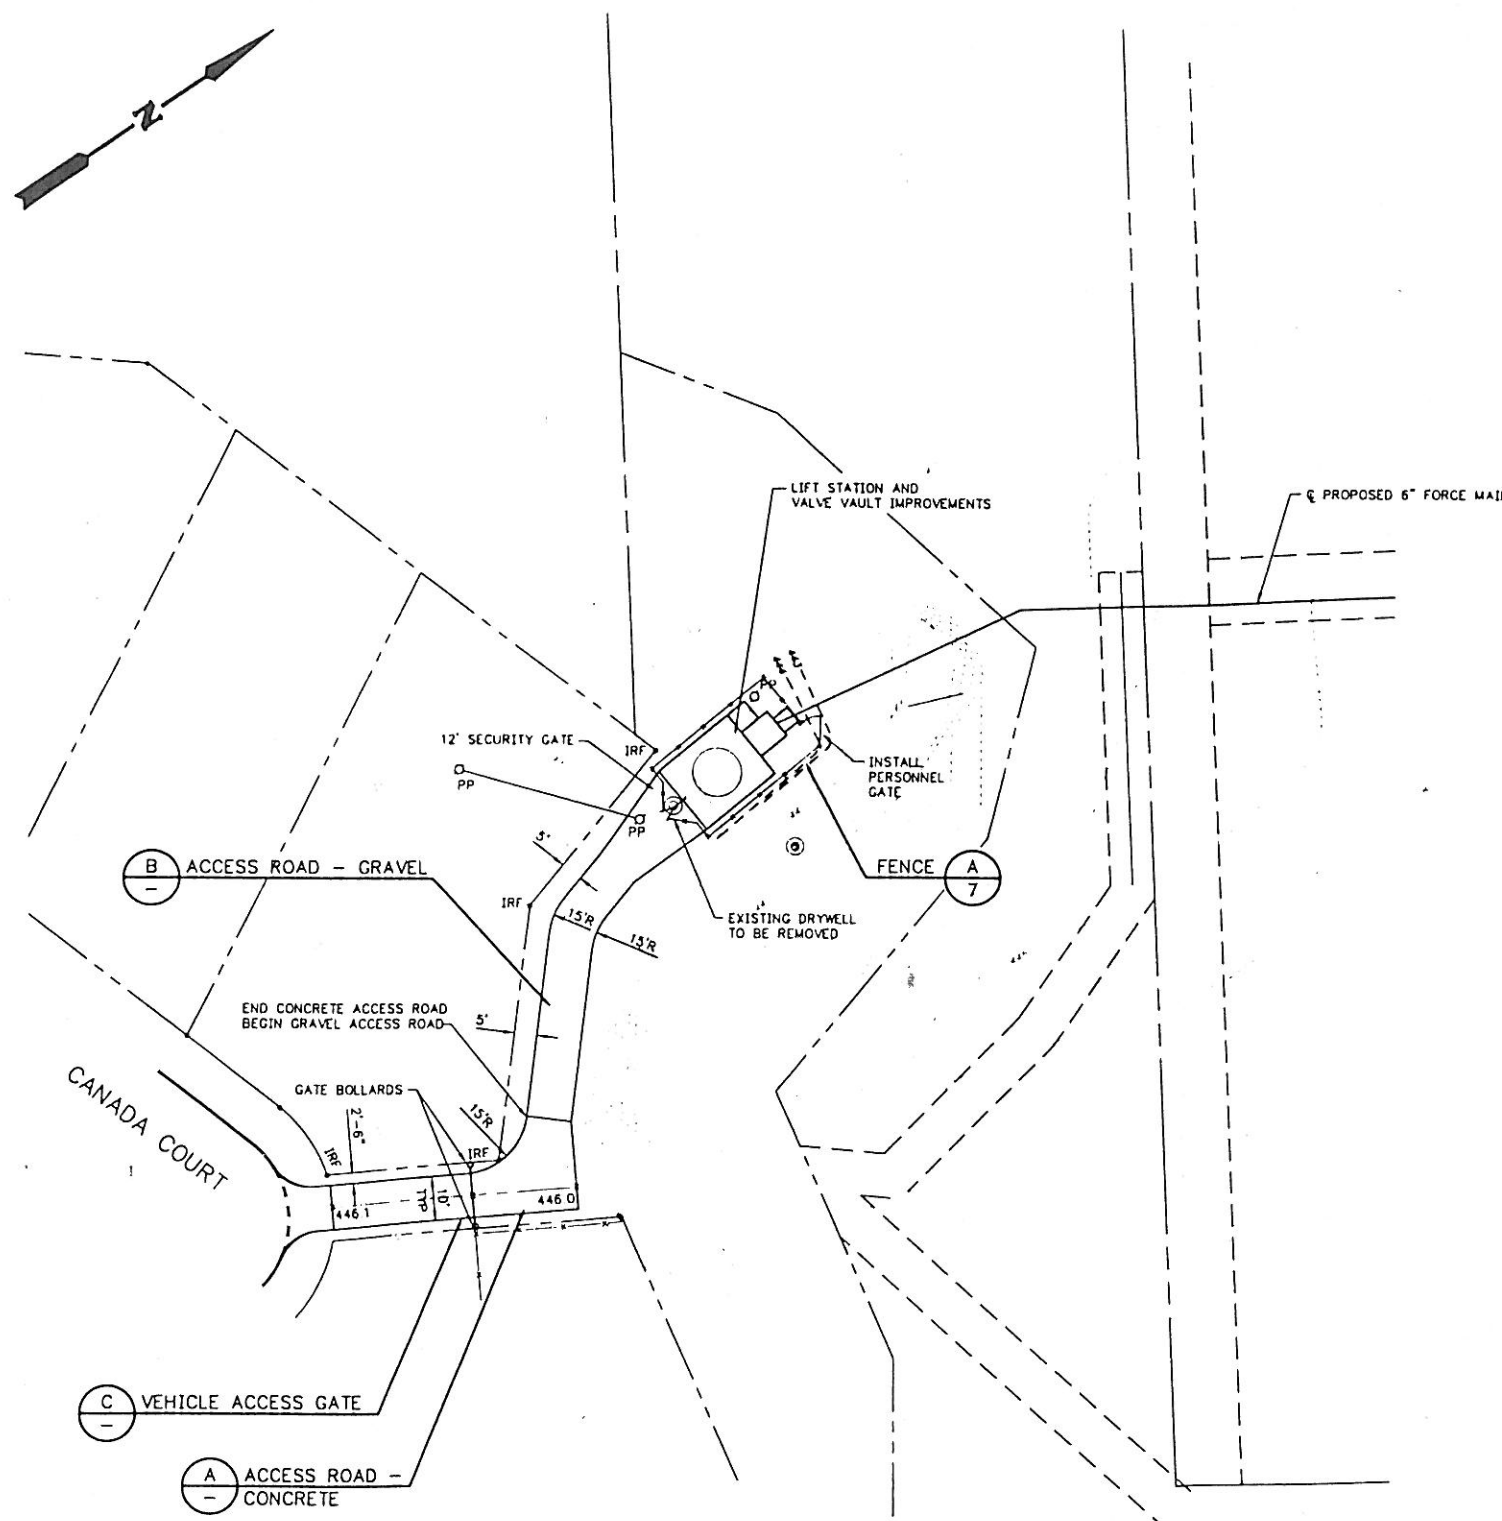 N
LIFT STATION AND
VALVE VAULT IMPROVEMENTS
℄ PROPOSED 6" FORCE MAI
12' SECURITY GATE
IRF
PP
PP
PP
INSTALL
PERSONNEL
GATE
5'
B
–
ACCESS ROAD – GRAVEL
FENCE
A
7
IRF
15'R
15'R
EXISTING DRYWELL
TO BE REMOVED
END CONCRETE ACCESS ROAD
BEGIN GRAVEL ACCESS ROAD
5'
CANADA COURT
GATE BOLLARDS
2'-6"
15'R
IRF
IRF
10'
TYP
446.1
446.0
C
–
VEHICLE ACCESS GATE
A
–
ACCESS ROAD –
CONCRETE